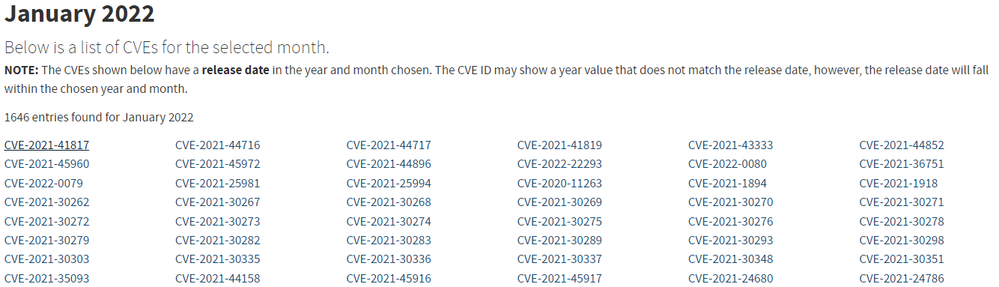 January 2022
Below is a list of CVEs for the selected month.
NOTE: The CVEs shown below have a release date in the year and month chosen. The CVE ID may show a year value that does not match the release date, however, the release date will fall
within the chosen year and month.
1646 entries found for January 2022
CVE-2021-41817 CVE-2021-44716 CVE-2021-44717 CVE-2021-41819 CVE-2021-43333 CVE-2021-44852
CVE-2021-45960 CVE-2021-45972 CVE-2021-44896 CVE-2022-22293 CVE-2022-0080 CVE-2021-36751
CVE-2022-0079 CVE-2021-25981 CVE-2021-25994 CVE-2020-11263 CVE-2021-1894 CVE-2021-1918
CVE-2021-30262 CVE-2021-30267 CVE-2021-30268 CVE-2021-30269 CVE-2021-30270 CVE-2021-30271
CVE-2021-30272 CVE-2021-30273 CVE-2021-30274 CVE-2021-30275 CVE-2021-30276 CVE-2021-30278
CVE-2021-30279 CVE-2021-30282 CVE-2021-30283 CVE-2021-30289 CVE-2021-30293 CVE-2021-30298
CVE-2021-30303 CVE-2021-30335 CVE-2021-30336 CVE-2021-30337 CVE-2021-30348 CVE-2021-30351
CVE-2021-35093 CVE-2021-44158 CVE-2021-45916 CVE-2021-45917 CVE-2021-24680 CVE-2021-24786